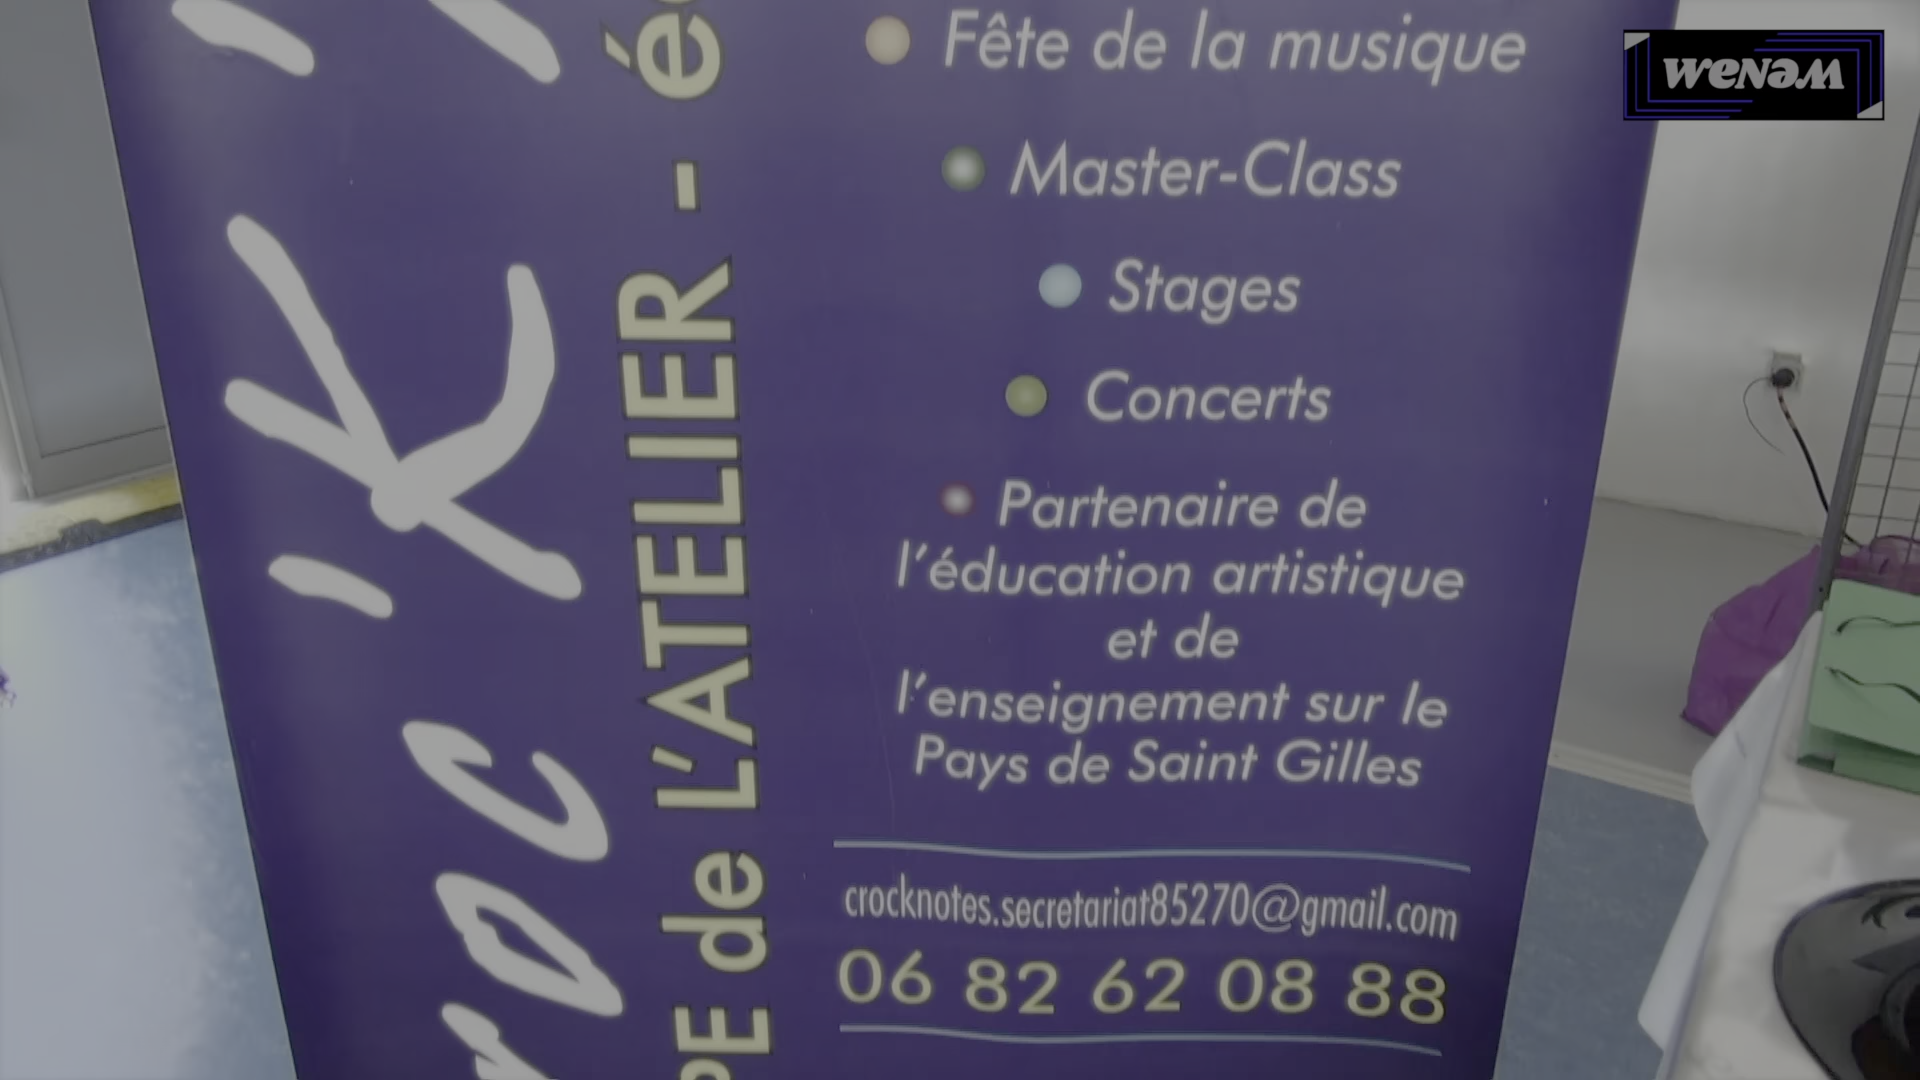 Fête de la musique
Master-Class
Stages
Concerts
Partenaire de
l'éducation artistique
et de
l'enseignement sur le
Pays de Saint Gilles
crocknotes.secretariat85270@gmail.com
06 82 62 08 88
de L'ATELIER -
'K '
wenam